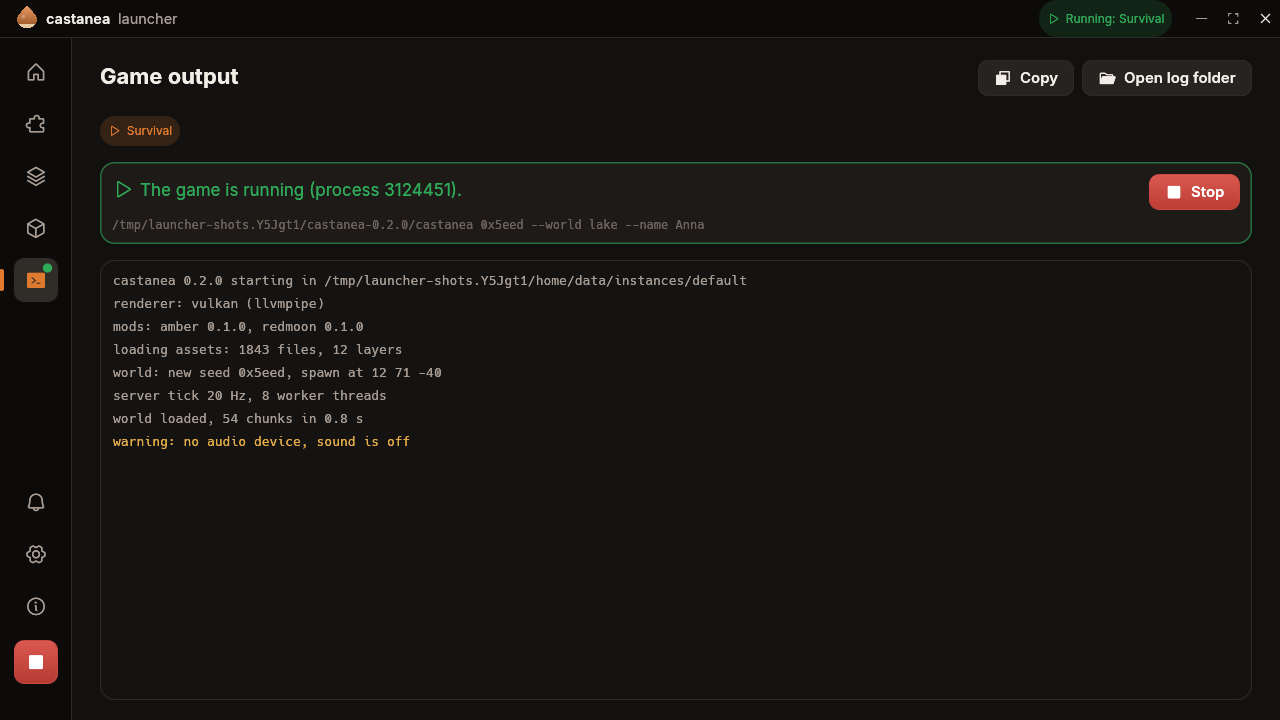 castanea launcher
Running: Survival
Game output
Copy
Open log folder
Survival
The game is running (process 3124451).
Stop
/tmp/launcher-shots.Y5Jgt1/castanea-0.2.0/castanea 0x5eed --world lake --name Anna
castanea 0.2.0 starting in /tmp/launcher-shots.Y5Jgt1/home/data/instances/default
renderer: vulkan (llvmpipe)
mods: amber 0.1.0, redmoon 0.1.0
loading assets: 1843 files, 12 layers
world: new seed 0x5eed, spawn at 12 71 -40
server tick 20 Hz, 8 worker threads
world loaded, 54 chunks in 0.8 s
warning: no audio device, sound is off